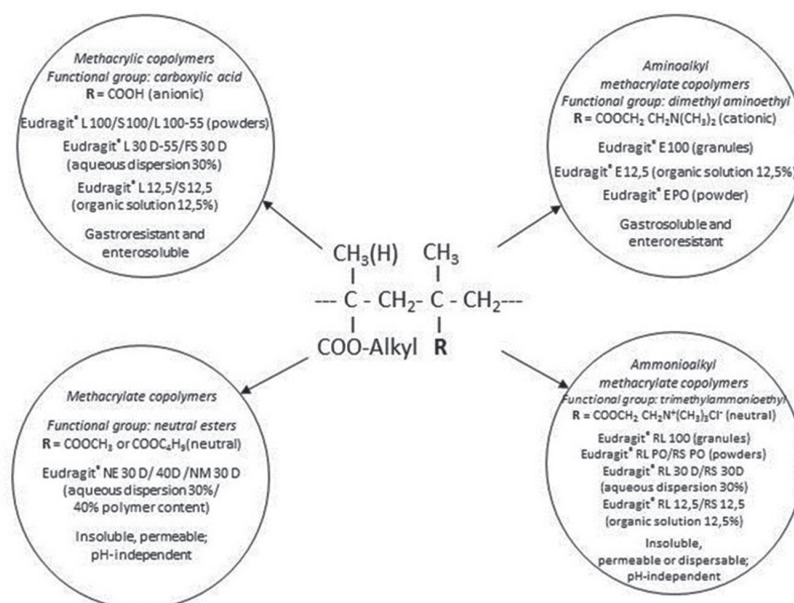 Methacrylic copolymers
Functional group: carboxylic acid
R = COOH (anionic)
Eudragit® L 100/S100/L 100-55 (powders)
Eudragit® L 30 D-55/FS 30 D
(aqueous dispersion 30%)
Eudragit® L 12,5/S 12,5
(organic solution 12,5%)
Gastroresistant and
enterosoluble
Aminoalkyl
methacrylate copolymers
Functional group: dimethyl aminoethyl
R = COOCH₂ CH₂N(CH₃)₂ (cationic)
Eudragit® E100 (granules)
Eudragit® E 12,5 (organic solution 12,5%)
Eudragit® EPO (powder)
Gastrosoluble and
enteroresistant
CH₃(H) CH₃
--- C - CH₂- C - CH₂---
COO-Alkyl R
Methacrylate copolymers
Functional group: neutral esters
R = COOCH₃ or COOC₄H₉(neutral)
Eudragit® NE 30 D/ 40D /NM 30 D
(aqueous dispersion 30%/
40% polymer content)
Insoluble, permeable;
pH-independent
Ammonioalkyl
methacrylate copolymers
Functional group: trimethylammonioethyl
R = COOCH₂ CH₂N⁺(CH₃)₃Cl⁻ (neutral)
Eudragit® RL 100 (granules)
Eudragit® RL PO/RS PO (powders)
Eudragit® RL 30 D/RS 30D
(aqueous dispersion 30%)
Eudragit® RL 12,5/RS 12,5
(organic solution 12,5%)
Insoluble,
permeable or dispersable;
pH-independent